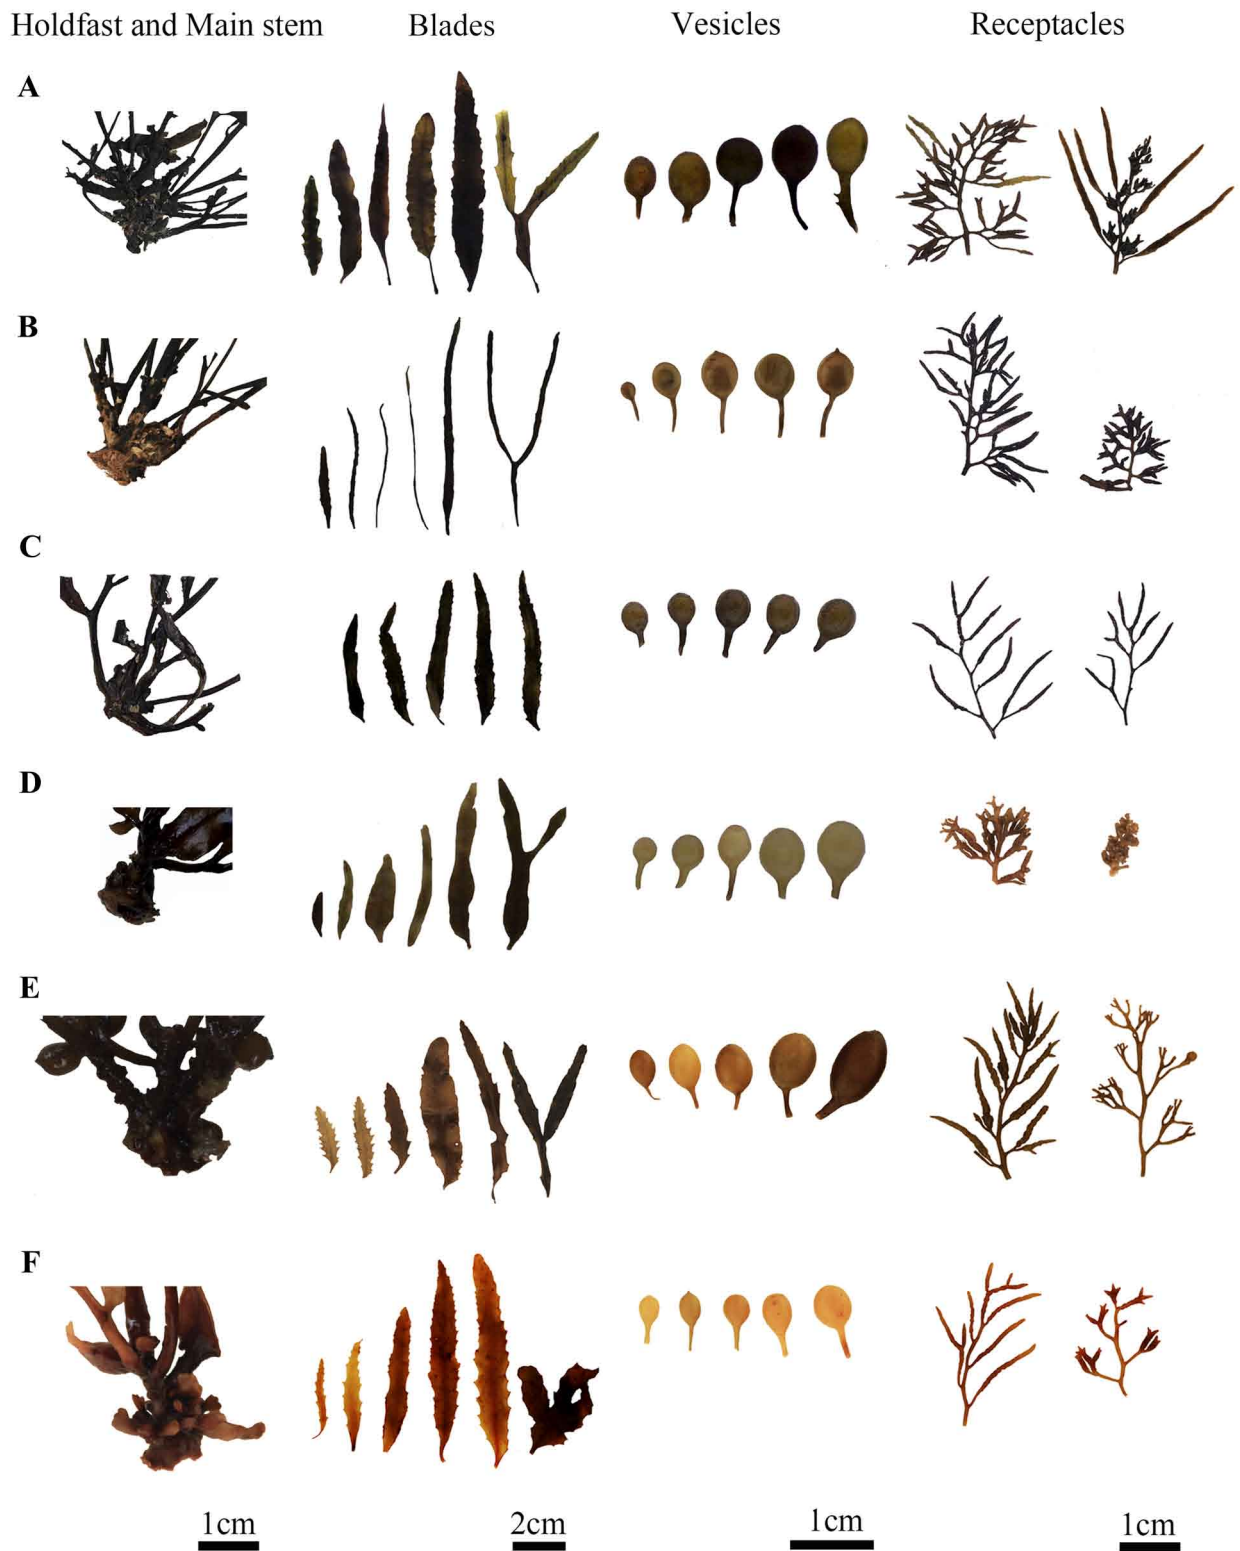 Holdfast and Main stem Blades Vesicles Receptacles
A
B
C
D
E
F
1cm 2cm 1cm 1cm